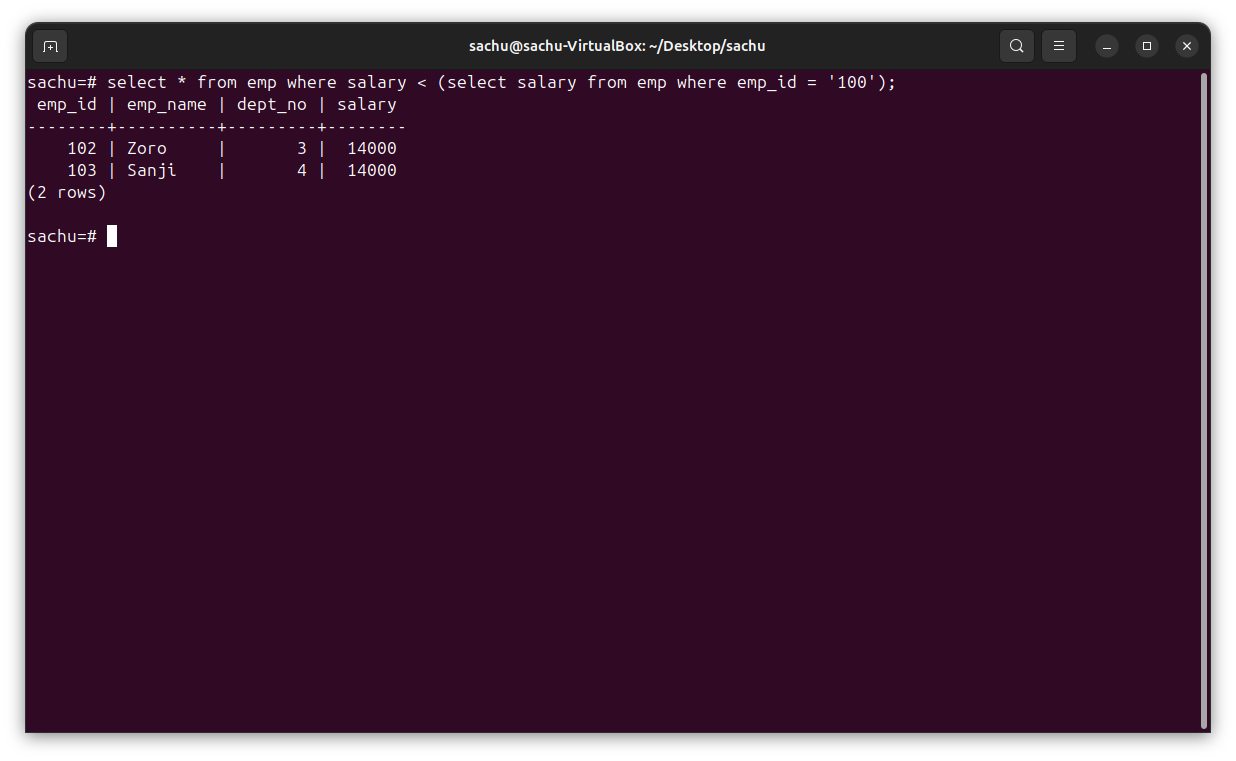 sachu@sachu-VirtualBox: ~/Desktop/sachu
sachu=# select * from emp where salary < (select salary from emp where emp_id = '100');
 emp_id | emp_name | dept_no | salary
--------+----------+---------+--------
    102 | Zoro     |       3 |  14000
    103 | Sanji    |       4 |  14000
(2 rows)

sachu=#